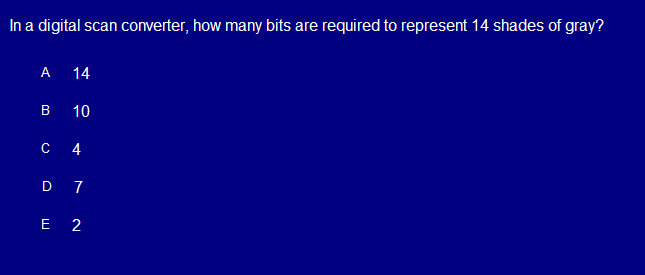 In a digital scan converter, how many bits are required to represent 14 shades of gray?
A 14
B 10
C 4
D 7
E 2